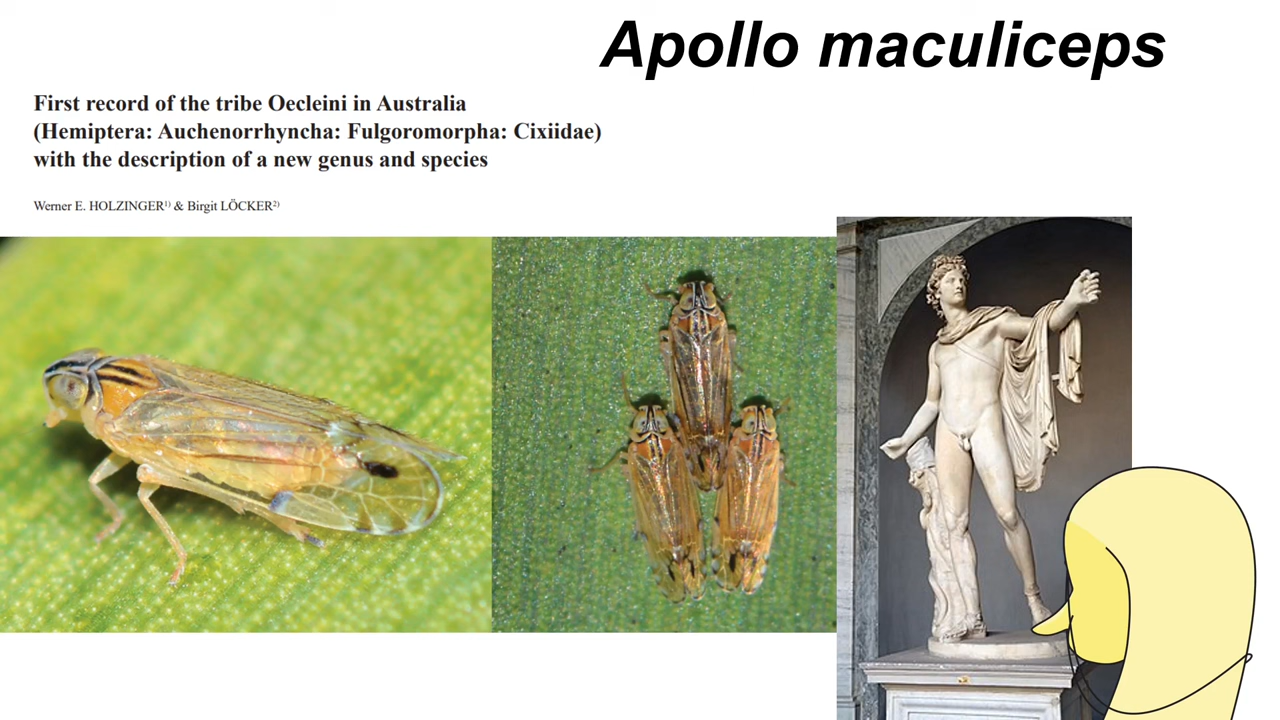 Apollo maculiceps
First record of the tribe Oecleini in Australia
(Hemiptera: Auchenorrhyncha: Fulgoromorpha: Cixiidae)
with the description of a new genus and species
Werner E. HOLZINGER¹⁾ & Birgit LÖCKER²⁾